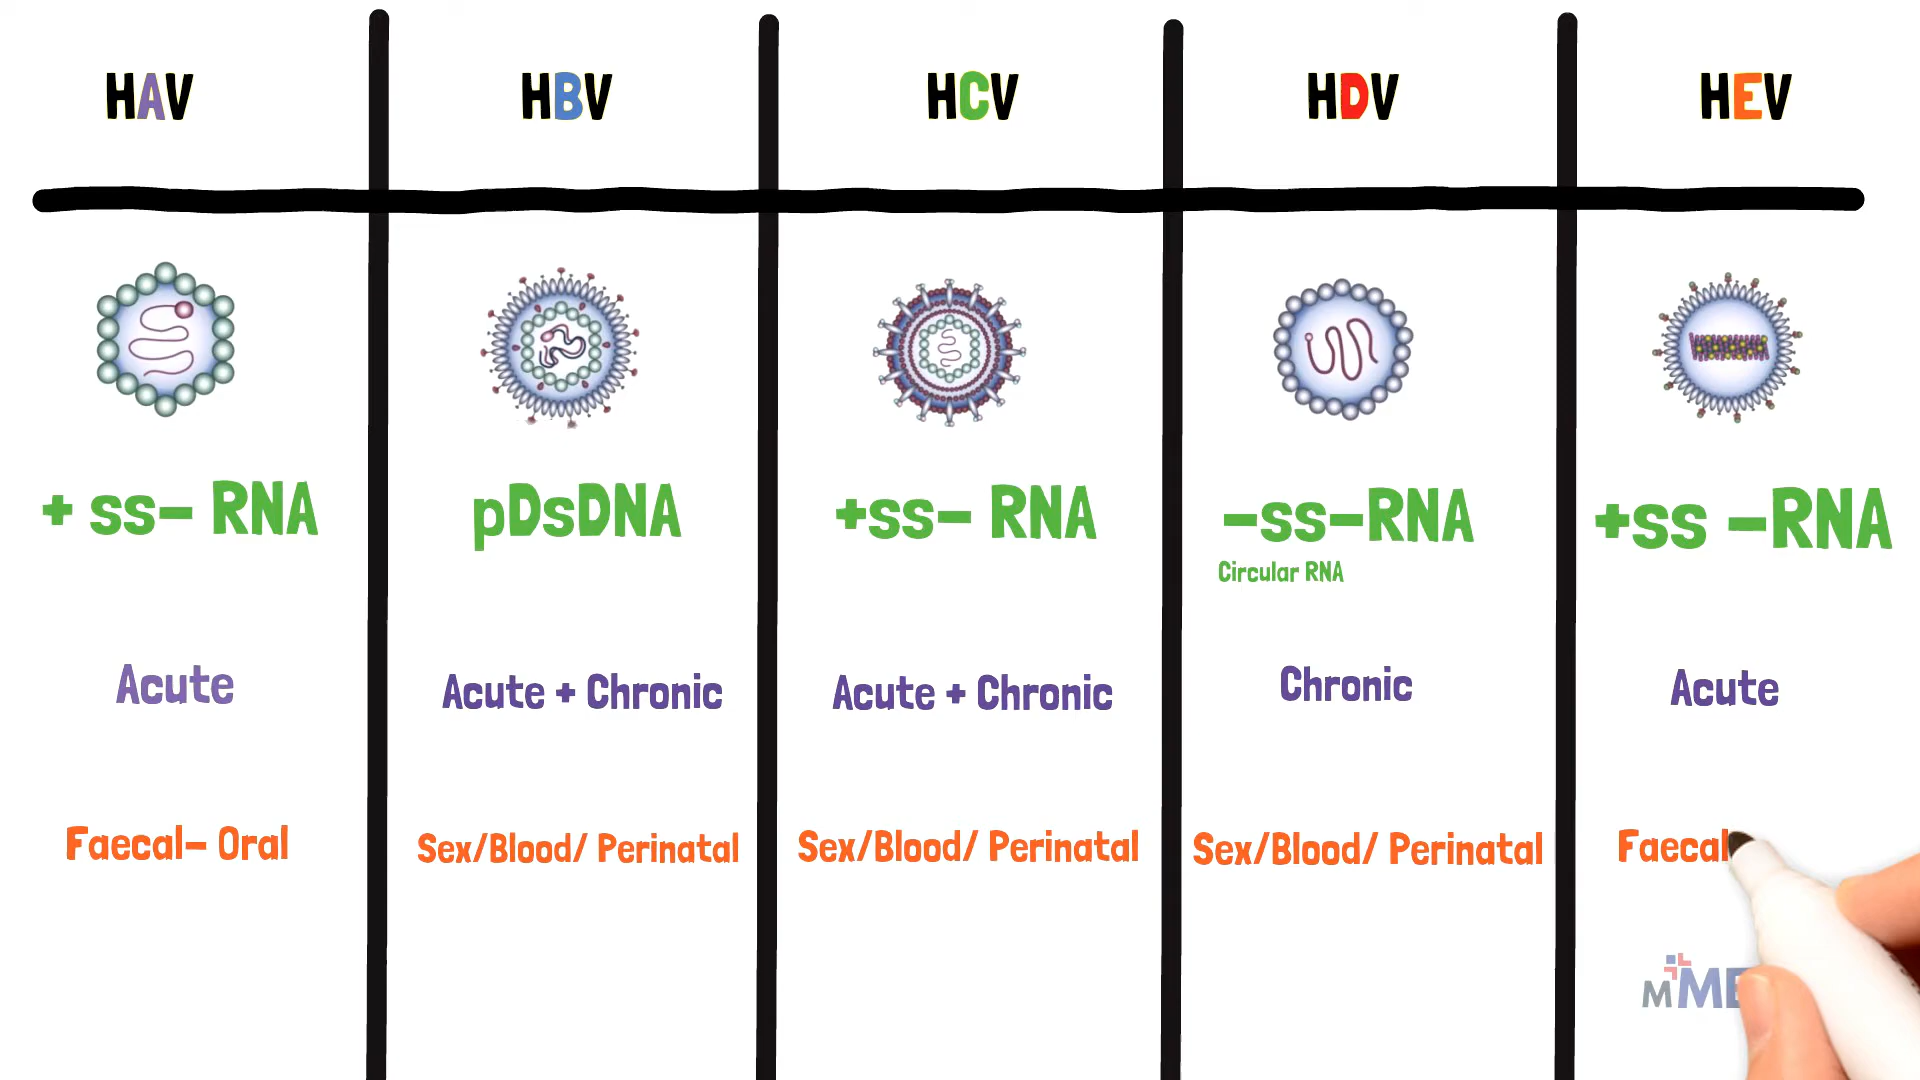 HAV HBV HCV HDV HEV
+ ss- RNA pDsDNA +ss- RNA -ss-RNA +ss -RNA
Circular RNA
Acute Acute + Chronic Acute + Chronic Chronic Acute
Faecal- Oral Sex/Blood/ Perinatal Sex/Blood/ Perinatal Sex/Blood/ Perinatal Faecal